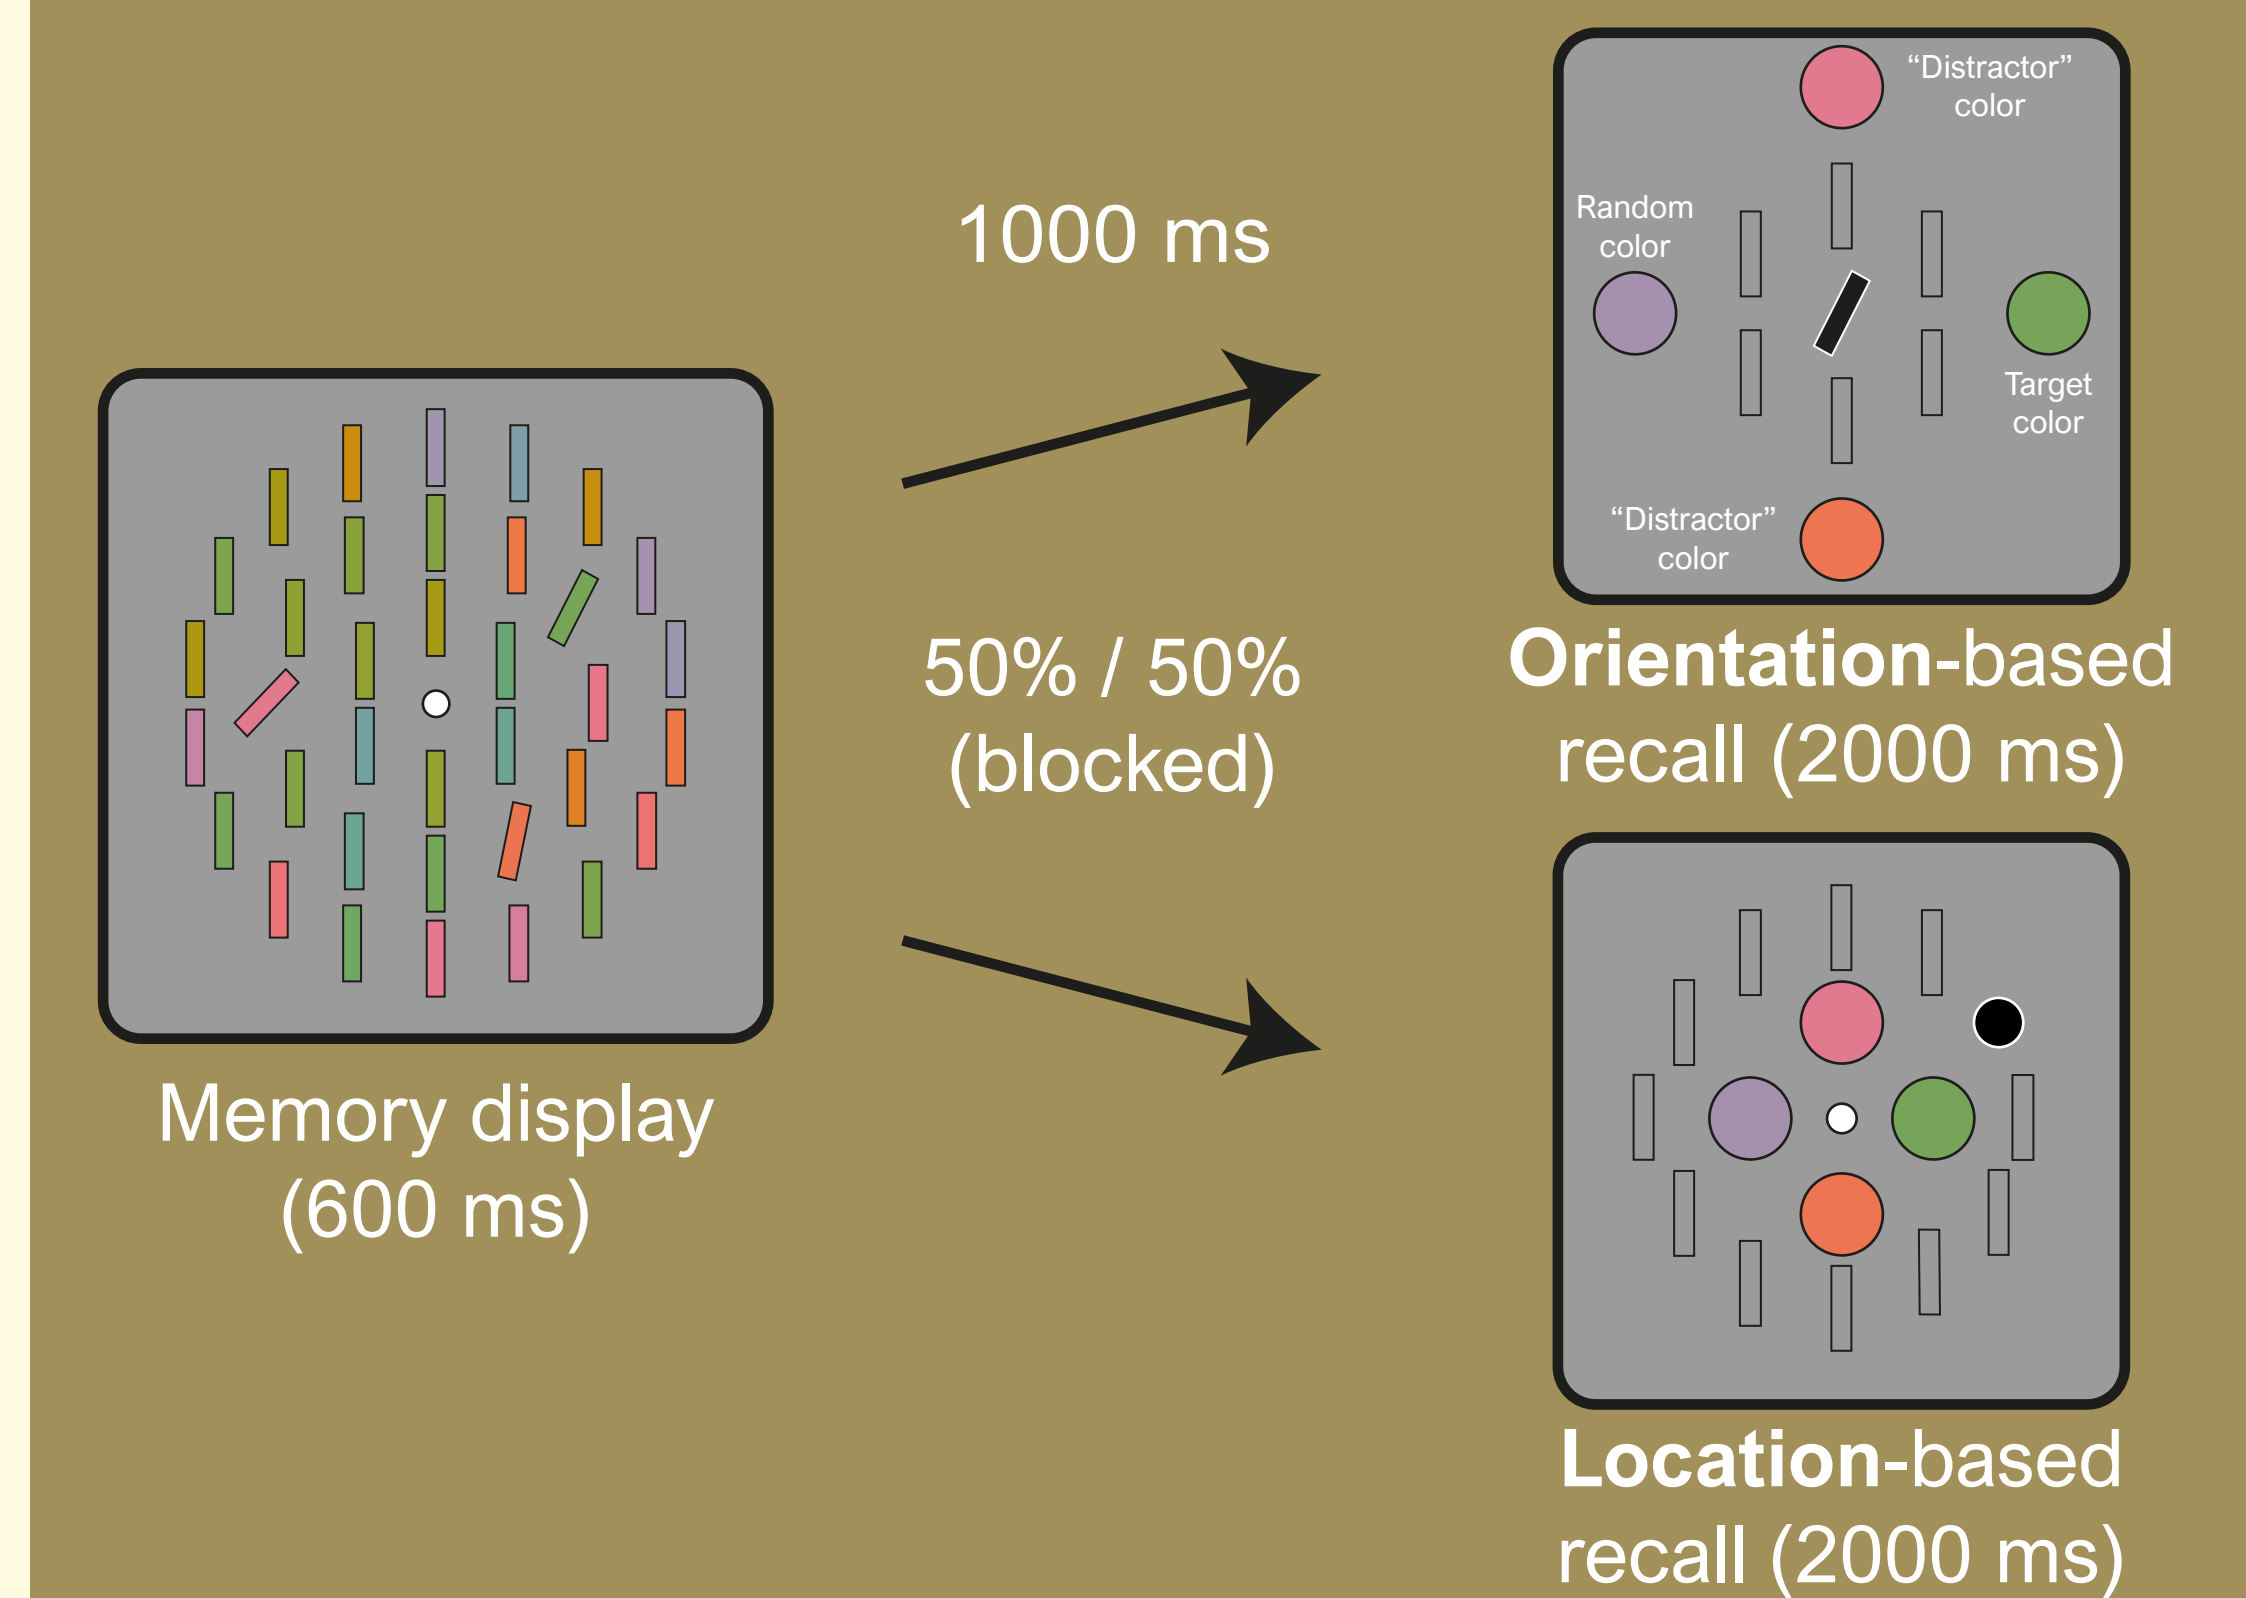 Memory display
(600 ms)
1000 ms
50% / 50%
(blocked)
“Distractor”
color
Random
color
Target
color
“Distractor”
color
Orientation-based
recall (2000 ms)
Location-based
recall (2000 ms)